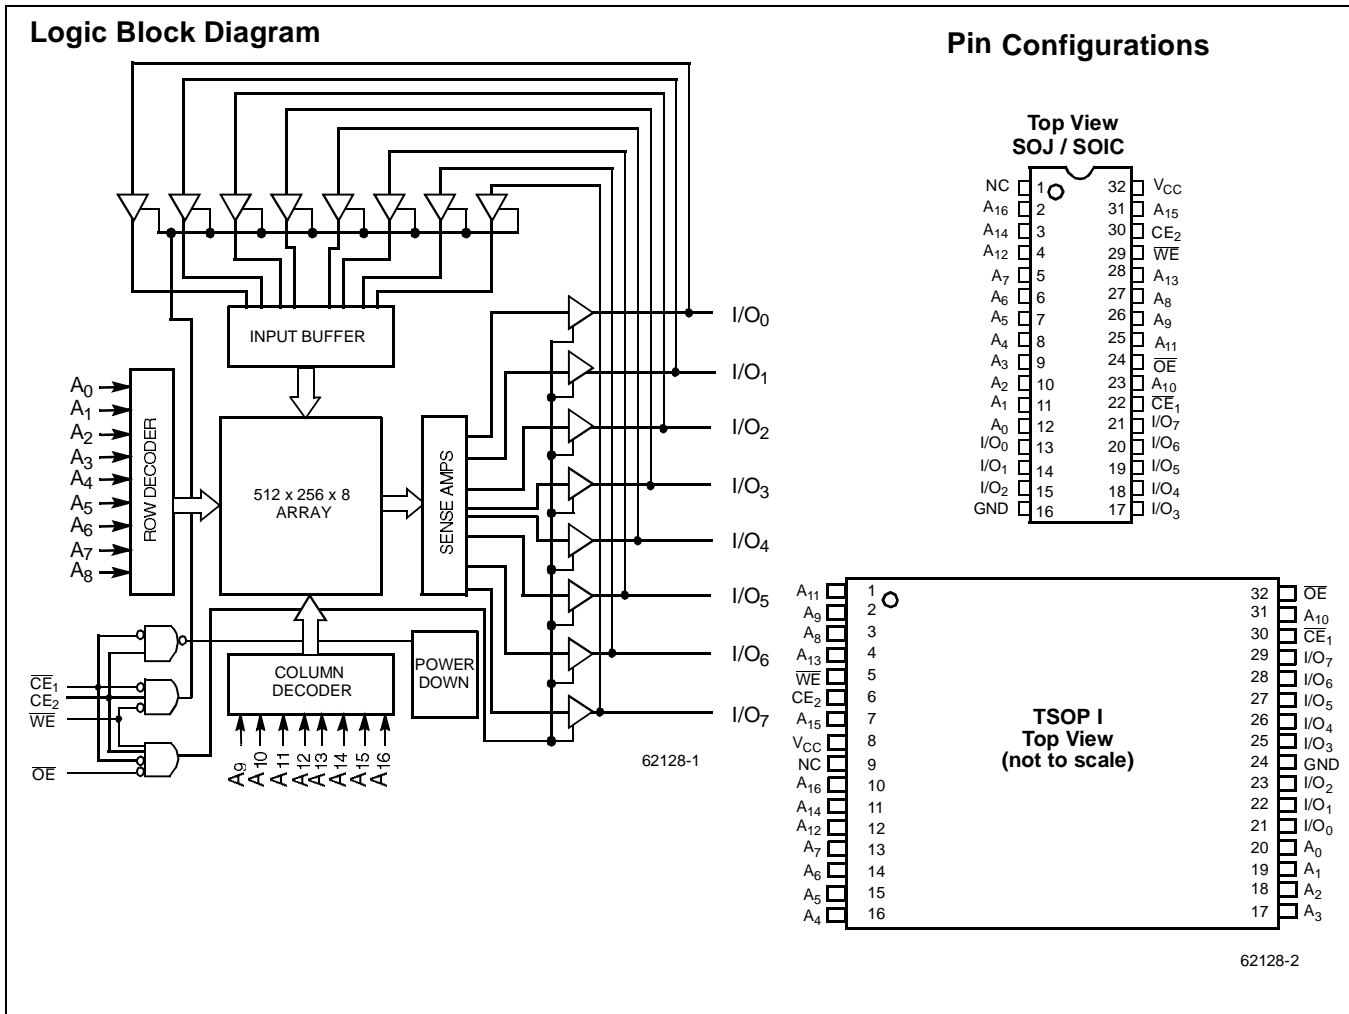 Logic Block Diagram
INPUT BUFFER
A0
A1
A2
A3
A4
A5
A6
A7
A8
ROW DECODER
512 x 256 x 8
ARRAY
SENSE AMPS
I/O0
I/O1
I/O2
I/O3
I/O4
I/O5
I/O6
I/O7
COLUMN
DECODER
POWER
DOWN
C̅E̅1
CE2
W̅E̅
O̅E̅
A9
A10
A11
A12
A13
A14
A15
A16
62128-1
Pin Configurations
Top View
SOJ / SOIC
NC 1 32 VCC
A16 2 31 A15
A14 3 30 CE2
A12 4 29 W̅E̅
A7 5 28 A13
A6 6 27 A8
A5 7 26 A9
A4 8 25 A11
A3 9 24 O̅E̅
A2 10 23 A10
A1 11 22 C̅E̅1
A0 12 21 I/O7
I/O0 13 20 I/O6
I/O1 14 19 I/O5
I/O2 15 18 I/O4
GND 16 17 I/O3
A11 1 32 O̅E̅
A9 2 31 A10
A8 3 30 C̅E̅1
A13 4 29 I/O7
W̅E̅ 5 28 I/O6
CE2 6 27 I/O5
A15 7 26 I/O4
VCC 8 25 I/O3
NC 9 24 GND
A16 10 23 I/O2
A14 11 22 I/O1
A12 12 21 I/O0
A7 13 20 A0
A6 14 19 A1
A5 15 18 A2
A4 16 17 A3
TSOP I
Top View
(not to scale)
62128-2